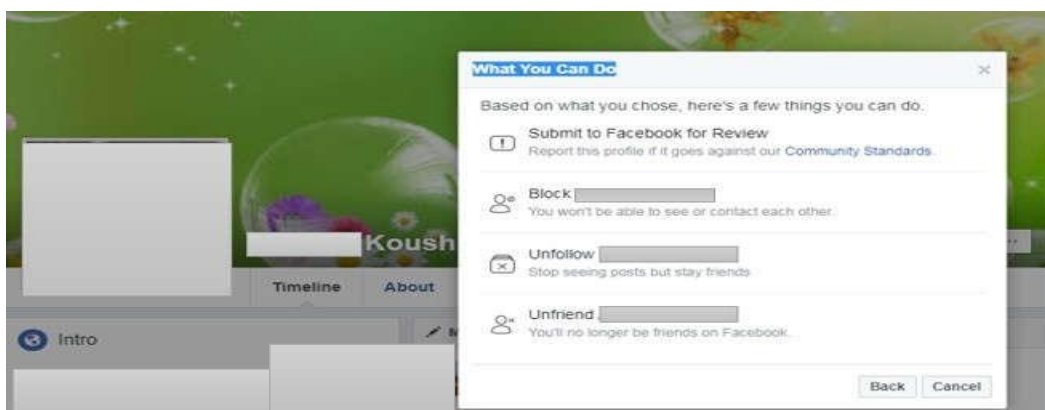 What You Can Do
Based on what you chose, here's a few things you can do.
Submit to Facebook for Review
Report this profile if it goes against our Community Standards.
Block
You won't be able to see or contact each other.
Koush
Unfollow
Stop seeing posts but stay friends
Timeline About
Unfriend
You'll no longer be friends on Facebook.
Intro
M
Back Cancel